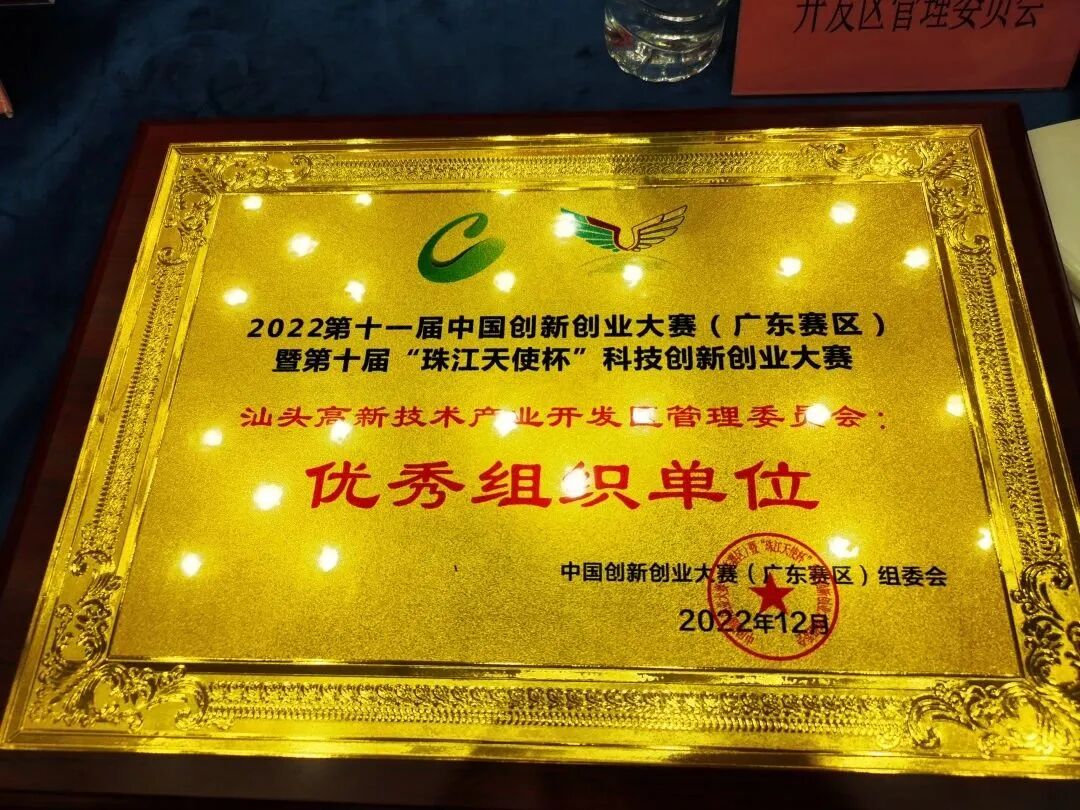 开发区管理委员会
2022第十一届中国创新创业大赛（广东赛区）
暨第十届“珠江天使杯”科技创新创业大赛
汕头高新技术产业开发区管理委员会：
优秀组织单位
中国创新创业大赛（广东赛区）组委会
2022年12月